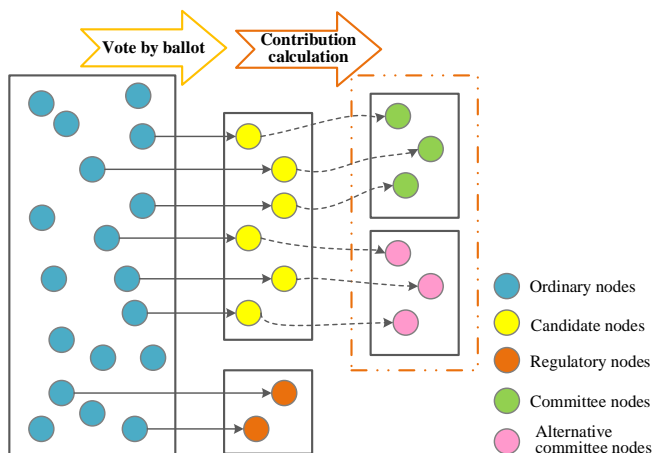 Vote by ballot
Contribution
calculation
Ordinary nodes
Candidate nodes
Regulatory nodes
Committee nodes
Alternative
committee nodes